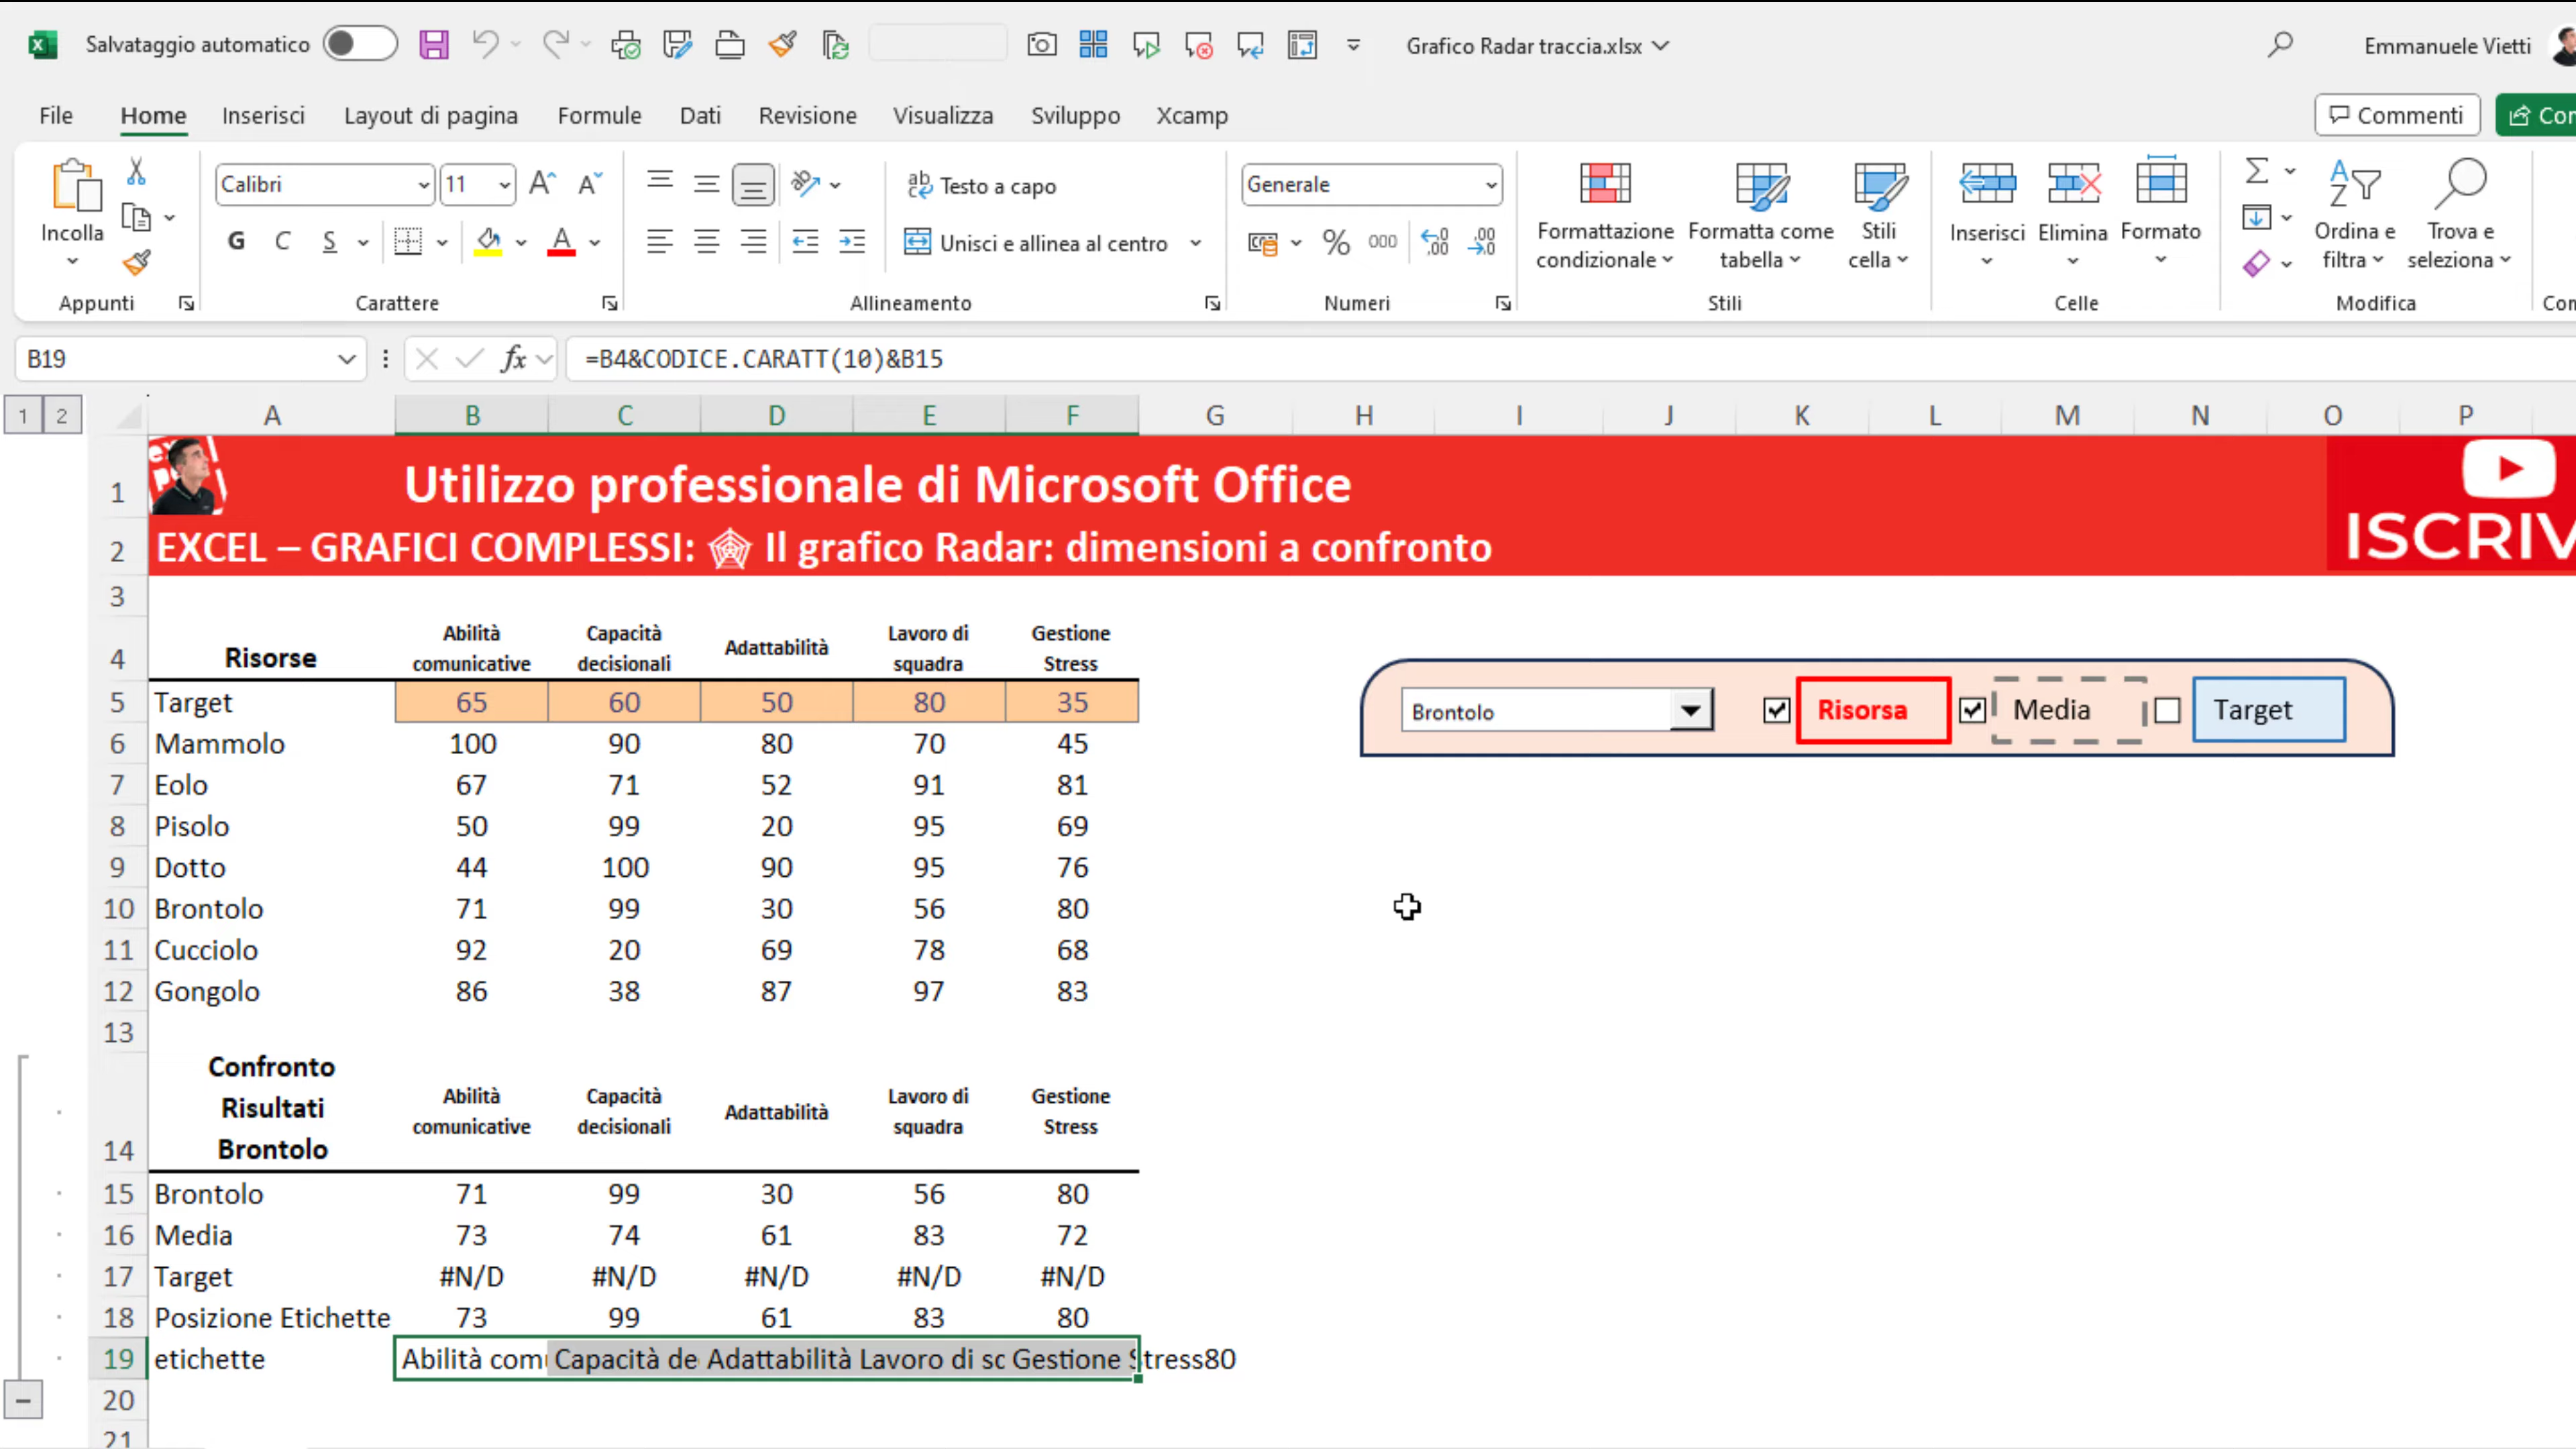 Salvataggio automatico
Grafico Radar traccia.xlsx
Emmanuele Vietti
File Home Inserisci Layout di pagina Formule Dati Revisione Visualizza Sviluppo Xcamp
Commenti
Incolla
Calibri 11
G C S
Testo a capo
Unisci e allinea al centro
Generale
% 000
Formattazione condizionale
Formatta come tabella
Stili cella
Inserisci Elimina Formato
Ordina e filtra
Trova e seleziona
Appunti Carattere Allineamento Numeri Stili Celle Modifica
B19 fx =B4&CODICE.CARATT(10)&B15
1 2 A B C D E F G H I J K L M N O P
1 Utilizzo professionale di Microsoft Office
2 EXCEL – GRAFICI COMPLESSI: Il grafico Radar: dimensioni a confronto
3
4 Risorse Abilità comunicative Capacità decisionali Adattabilità Lavoro di squadra Gestione Stress
5 Target 65 60 50 80 35
Brontolo Risorsa Media Target
6 Mammolo 100 90 80 70 45
7 Eolo 67 71 52 91 81
8 Pisolo 50 99 20 95 69
9 Dotto 44 100 90 95 76
10 Brontolo 71 99 30 56 80
11 Cucciolo 92 20 69 78 68
12 Gongolo 86 38 87 97 83
13
14 Confronto Risultati Brontolo Abilità comunicative Capacità decisionali Adattabilità Lavoro di squadra Gestione Stress
15 Brontolo 71 99 30 56 80
16 Media 73 74 61 83 72
17 Target #N/D #N/D #N/D #N/D #N/D
18 Posizione Etichette 73 99 61 83 80
19 etichette Abilità com Capacità de Adattabilità Lavoro di sc Gestione Stress80
20
21